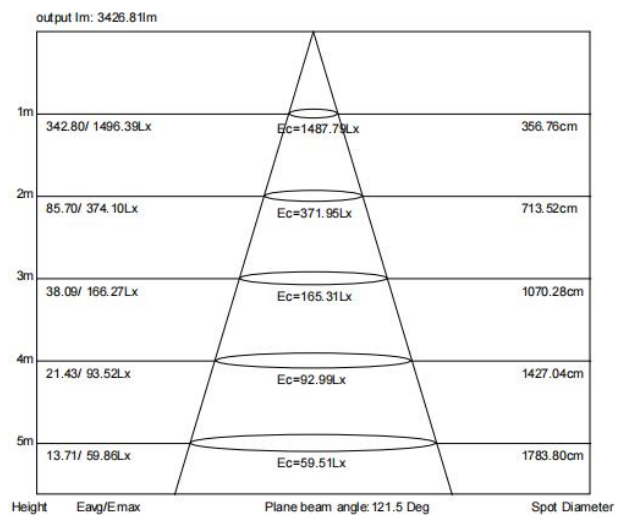 output lm: 3426.81lm
1m
342.80/ 1496.39Lx
Ec=1487.79Lx
356.76cm
2m
85.70/ 374.10Lx
Ec=371.95Lx
713.52cm
3m
38.09/ 166.27Lx
Ec=165.31Lx
1070.28cm
4m
21.43/ 93.52Lx
Ec=92.99Lx
1427.04cm
5m
13.71/ 59.86Lx
Ec=59.51Lx
1783.80cm
Height Eavg/Emax Plane beam angle: 121.5 Deg Spot Diameter